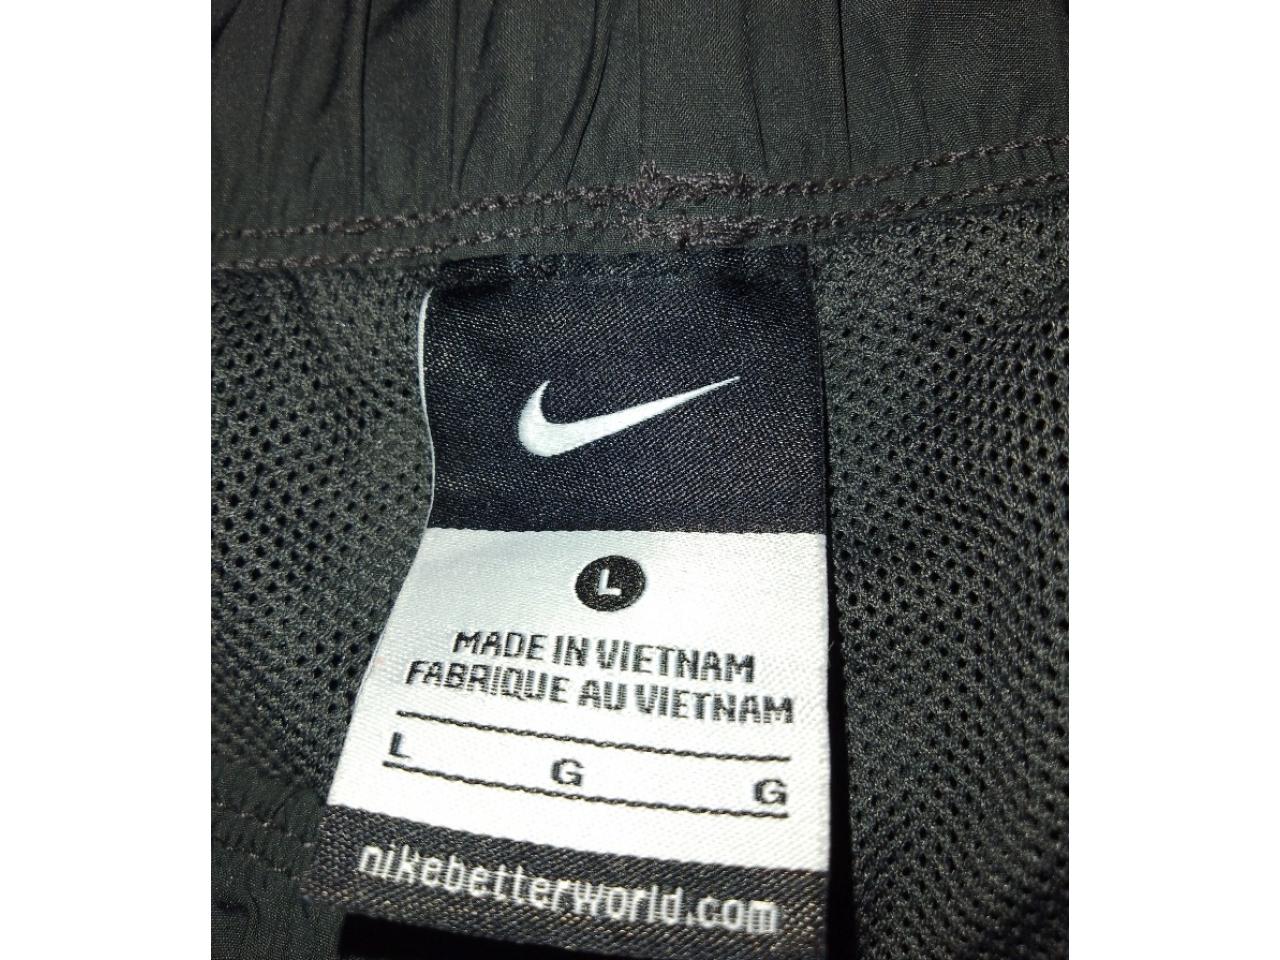 L
MADE IN VIETNAM
FABRIQUE AU VIETNAM
L G G
nikebetterworld.com